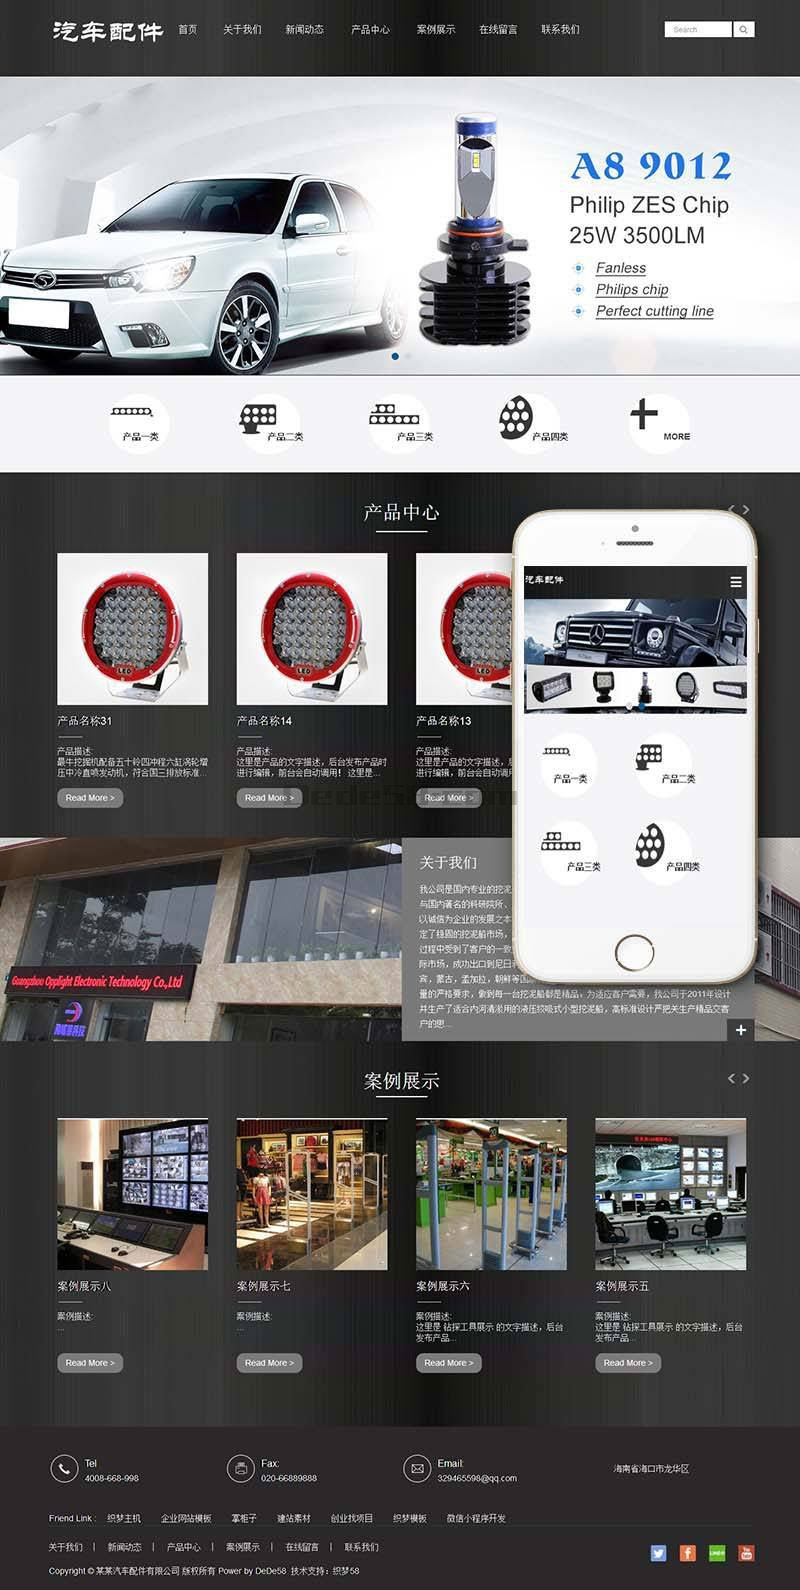 汽车配件
首页 关于我们 新闻动态 产品中心 案例展示 在线留言 联系我们
Search
A8 9012
Philip ZES Chip
25W 3500LM
Fanless
Philips chip
Perfect cutting line
产品一类 产品二类 产品三类 产品四类 MORE
产品中心
LED
LED
产品名称31
产品描述:
最牛挖掘机配备五十铃四冲程六缸涡轮增
压中冷直喷发动机，符合国三排放标准...
Read More >
产品名称14
产品描述:
这里是产品的文字描述，后台发布产品时
进行编辑，前台会自动调用！ 这里是...
Read More >
产品名称13
产品描述:
这里是产品的文字描述，
进行编辑，前台会自动调用
Read More >
汽车配件
产品一类 产品二类
产品三类 产品四类
Guangzhou Opplight Electronic Technology Co.,Ltd
关于我们
我公司是国内专业的挖泥
与国内著名的科研院所、
以诚信为企业的发展之本
定了稳固的挖泥船市场，
过程中受到了客户的一致
际市场，成功出口到尼日
宾，蒙古，孟加拉，朝鲜等国
量的严格要求，做到每一台挖泥船都是精品，为适应客户需要，我公司于2011年设计
并生产了适合内河清淤用的液压绞吸式小型挖泥船，高标准设计严把关生产精品交客
户的思...
案例展示
案例展示八
案例描述:
...
Read More >
案例展示七
案例描述:
...
Read More >
案例展示六
案例描述:
这里是 钻探工具展示 的文字描述，后台
发布产品...
Read More >
案例展示五
案例描述:
这里是 钻探工具展示 的文字描述，后台
发布产品...
Read More >
Tel
4008-668-998
Fax:
020-66889888
Email:
329465598@qq.com
海南省海口市龙华区
Friend Link : 织梦主机 企业网站模板 掌柜子 建站素材 创业找项目 织梦模板 微信小程序开发
关于我们 | 新闻动态 | 产品中心 | 案例展示 | 在线留言 | 联系我们
Copyright © 某某汽车配件有限公司 版权所有 Power by DeDe58 技术支持：织梦58